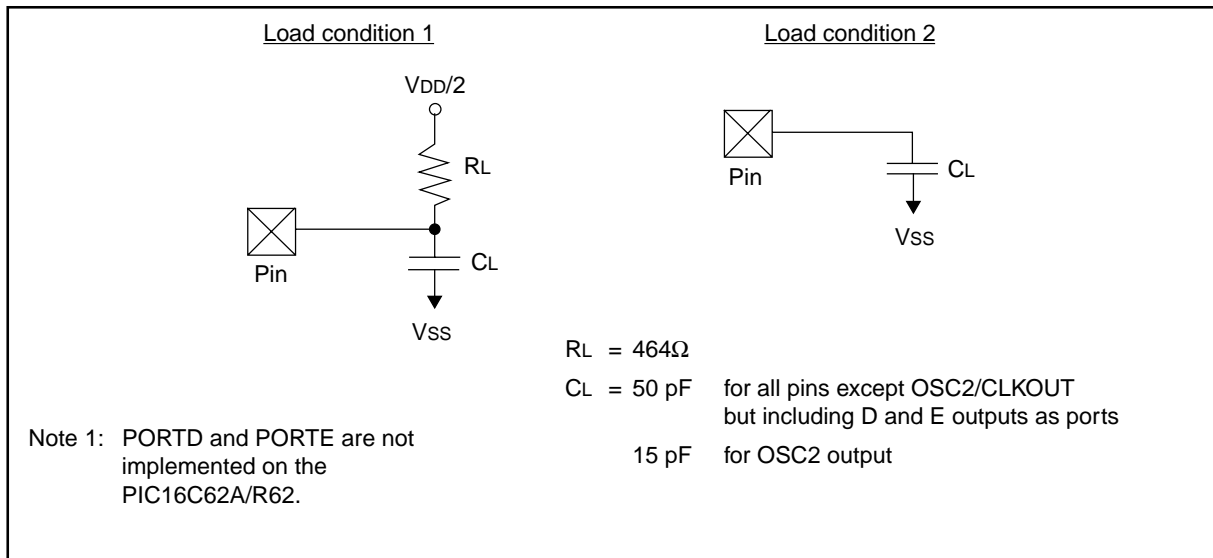 Load condition 1
VDD/2
RL
Pin
CL
VSS
Load condition 2
Pin
CL
VSS
RL = 464Ω
CL = 50 pF for all pins except OSC2/CLKOUT
but including D and E outputs as ports
15 pF for OSC2 output
Note 1: PORTD and PORTE are not
implemented on the
PIC16C62A/R62.